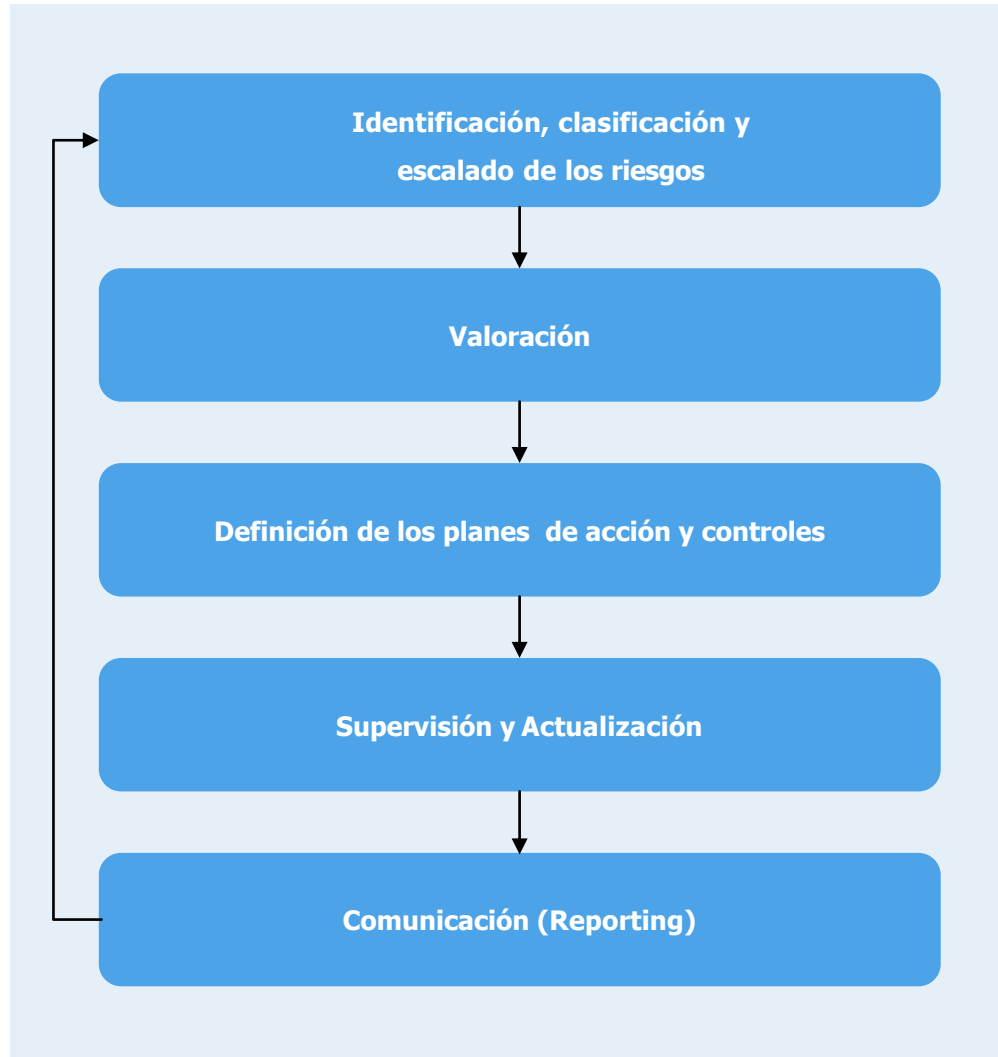 Identificación, clasificación y
escalado de los riesgos
Valoración
Definición de los planes de acción y controles
Supervisión y Actualización
Comunicación (Reporting)